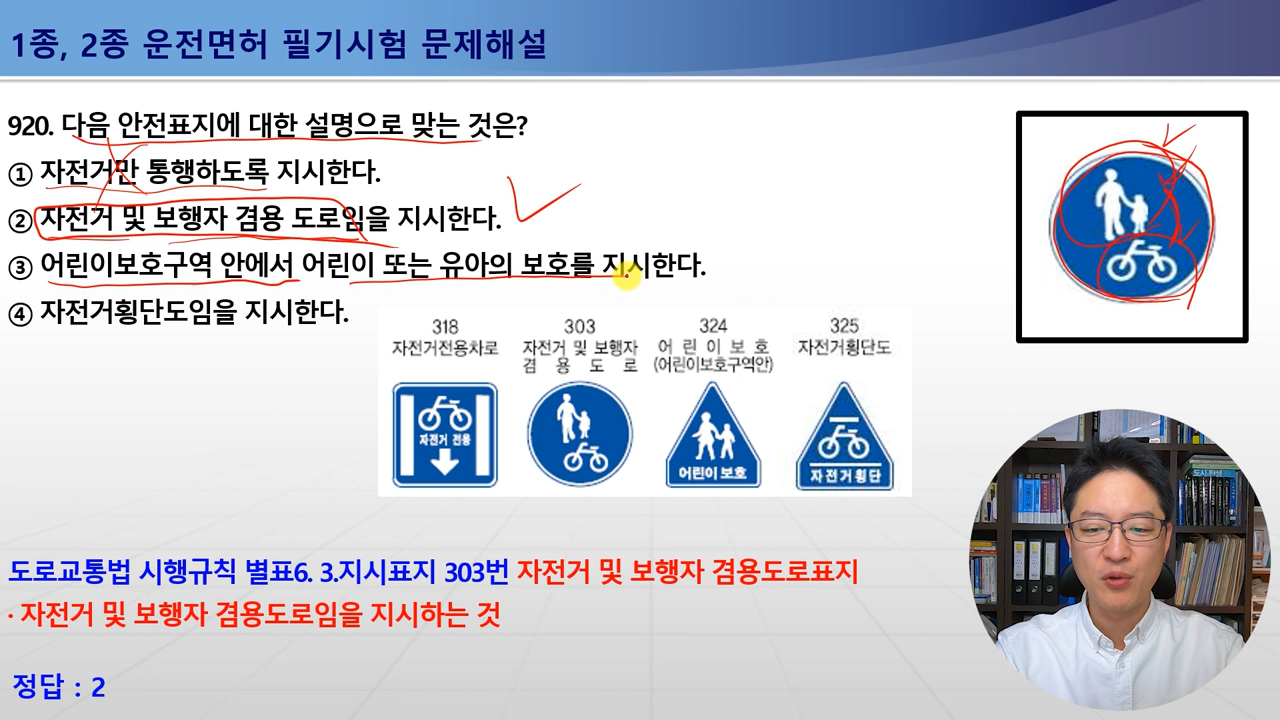 1종, 2종 운전면허 필기시험 문제해설
920. 다음 안전표지에 대한 설명으로 맞는 것은?
① 자전거만 통행하도록 지시한다.
② 자전거 및 보행자 겸용 도로임을 지시한다.
③ 어린이보호구역 안에서 어린이 또는 유아의 보호를 지시한다.
④ 자전거횡단도임을 지시한다.
318
자전거전용차로
자전거 전용
303
자전거 및 보행자
겸 용 도 로
324
어 린 이 보 호
(어린이보호구역안)
어린이 보호
325
자전거횡단도
자전거횡단
도로교통법 시행규칙 별표6. 3.지시표지 303번 자전거 및 보행자 겸용도로표지
· 자전거 및 보행자 겸용도로임을 지시하는 것
정답 : 2